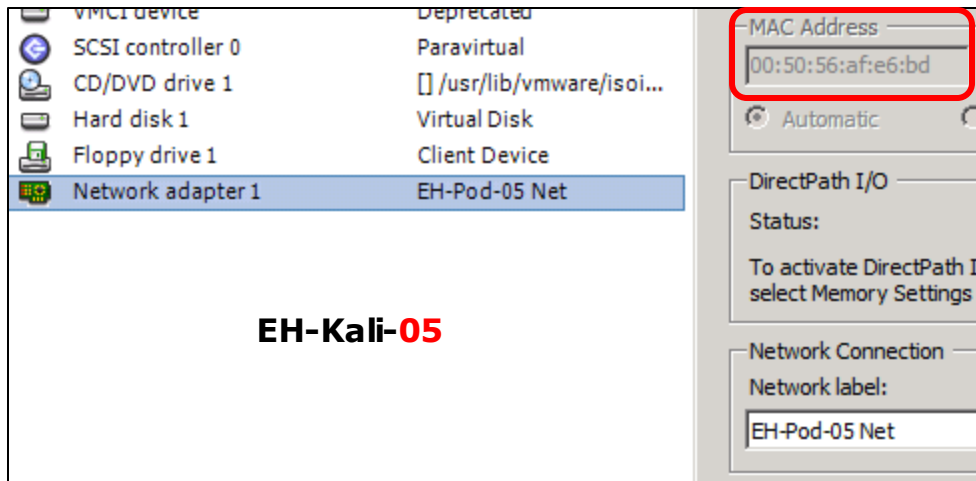 VMCI device Deprecated
SCSI controller 0 Paravirtual
CD/DVD drive 1 [] /usr/lib/vmware/isoi...
Hard disk 1 Virtual Disk
Floppy drive 1 Client Device
Network adapter 1 EH-Pod-05 Net
EH-Kali-05
MAC Address
00:50:56:af:e6:bd
Automatic
DirectPath I/O
Status:
To activate DirectPath I
select Memory Settings
Network Connection
Network label:
EH-Pod-05 Net